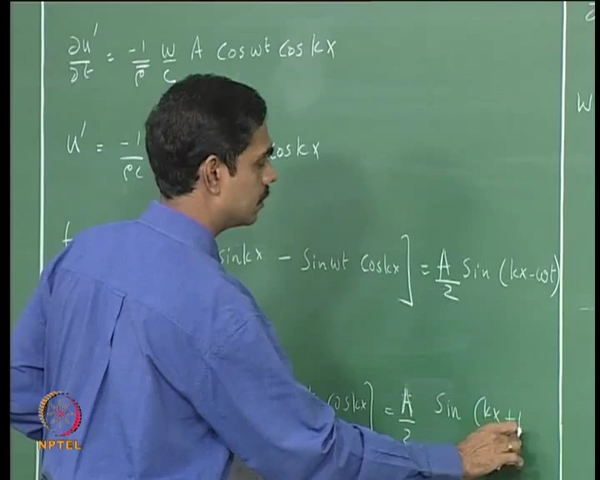 ∂u'/∂t = -1/ρ̄ w/c A cos wt cos kx
u' = -1/ρ̄c cos kx
f sin kx - sin wt cos kx] = A/2 sin (kx - wt)
cos kx] = A/2 sin (kx +
W
NPTEL